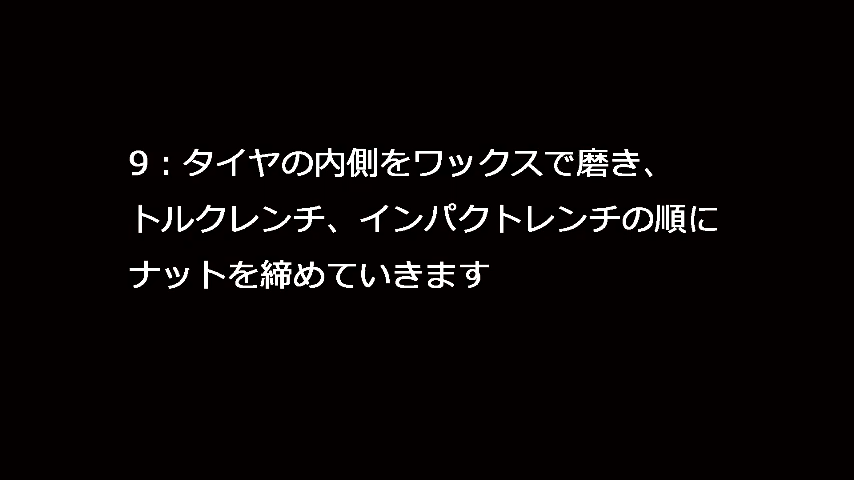 9：タイヤの内側をワックスで磨き、
トルクレンチ、インパクトレンチの順に
ナットを締めていきます